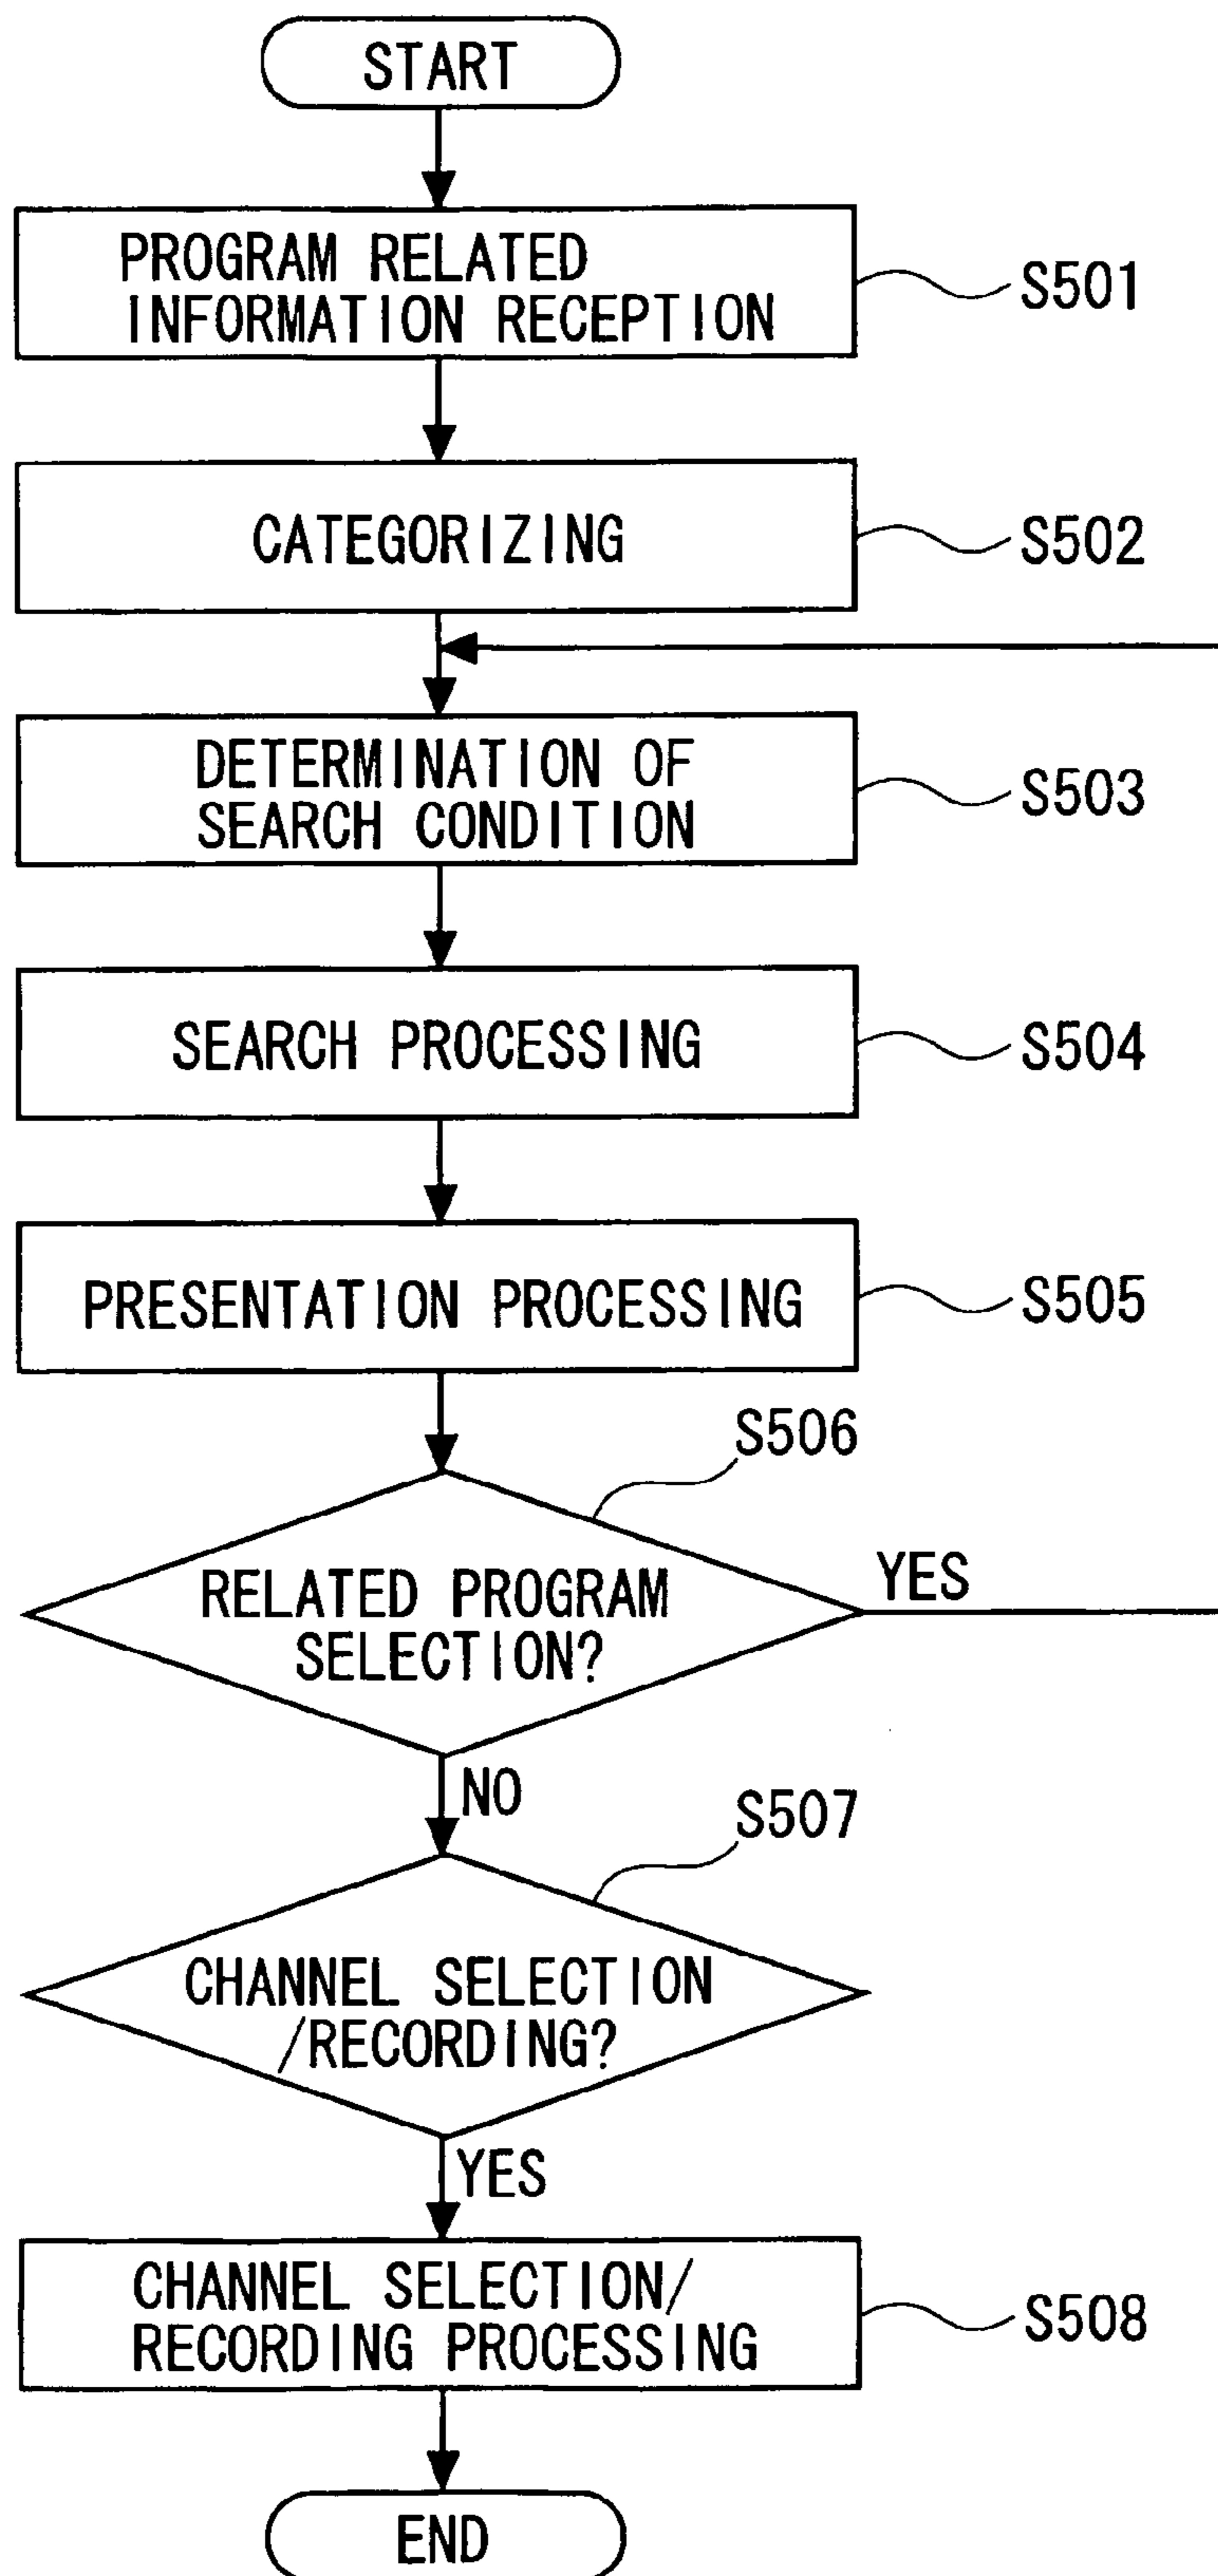 START
PROGRAM RELATED
INFORMATION RECEPTION
S501
CATEGORIZING
S502
DETERMINATION OF
SEARCH CONDITION
S503
SEARCH PROCESSING
S504
PRESENTATION PROCESSING
S505
S506
RELATED PROGRAM
SELECTION?
YES
NO
S507
CHANNEL SELECTION
/RECORDING?
YES
CHANNEL SELECTION/
RECORDING PROCESSING
S508
END